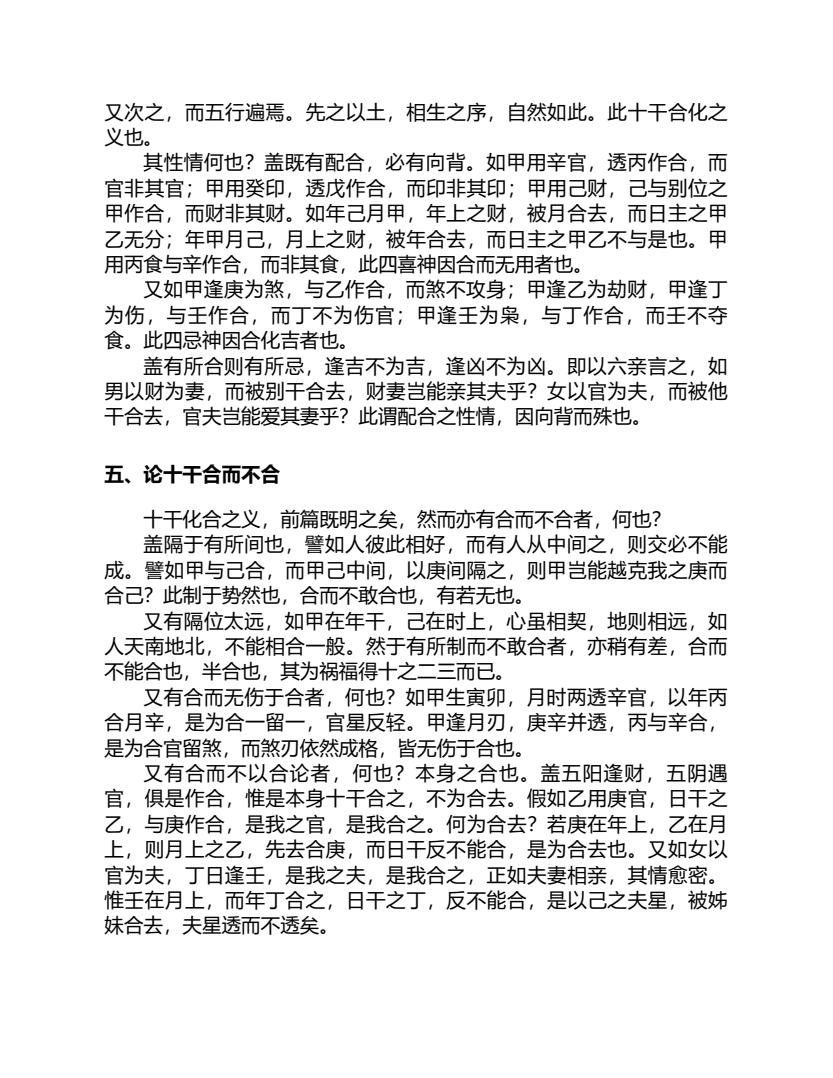 又次之，而五行遍焉。先之以土，相生之序，自然如此。此十干合化之
义也。
其性情何也？盖既有配合，必有向背。如甲用辛官，透丙作合，而
官非其官；甲用癸印，透戊作合，而印非其印；甲用己财，己与别位之
甲作合，而财非其财。如年己月甲，年上之财，被月合去，而日主之甲
乙无分；年甲月己，月上之财，被年合去，而日主之甲乙不与是也。甲
用丙食与辛作合，而非其食，此四喜神因合而无用者也。
又如甲逢庚为煞，与乙作合，而煞不攻身；甲逢乙为劫财，甲逢丁
为伤，与壬作合，而丁不为伤官；甲逢壬为枭，与丁作合，而壬不夺
食。此四忌神因合化吉者也。
盖有所合则有所忌，逢吉不为吉，逢凶不为凶。即以六亲言之，如
男以财为妻，而被别干合去，财妻岂能亲其夫乎？女以官为夫，而被他
干合去，官夫岂能爱其妻乎？此谓配合之性情，因向背而殊也。
五、论十干合而不合
十干化合之义，前篇既明之矣，然而亦有合而不合者，何也？
盖隔于有所间也，譬如人彼此相好，而有人从中间之，则交必不能
成。譬如甲与己合，而甲己中间，以庚间隔之，则甲岂能越克我之庚而
合己？此制于势然也，合而不敢合也，有若无也。
又有隔位太远，如甲在年干，己在时上，心虽相契，地则相远，如
人天南地北，不能相合一般。然于有所制而不敢合者，亦稍有差，合而
不能合也，半合也，其为祸福得十之二三而已。
又有合而无伤于合者，何也？如甲生寅卯，月时两透辛官，以年丙
合月辛，是为合一留一，官星反轻。甲逢月刃，庚辛并透，丙与辛合，
是为合官留煞，而煞刃依然成格，皆无伤于合也。
又有合而不以合论者，何也？本身之合也。盖五阳逢财，五阴遇
官，俱是作合，惟是本身十干合之，不为合去。假如乙用庚官，日干之
乙，与庚作合，是我之官，是我合之。何为合去？若庚在年上，乙在月
上，则月上之乙，先去合庚，而日干反不能合，是为合去也。又如女以
官为夫，丁日逢壬，是我之夫，是我合之，正如夫妻相亲，其情愈密。
惟壬在月上，而年丁合之，日干之丁，反不能合，是以己之夫星，被姊
妹合去，夫星透而不透矣。